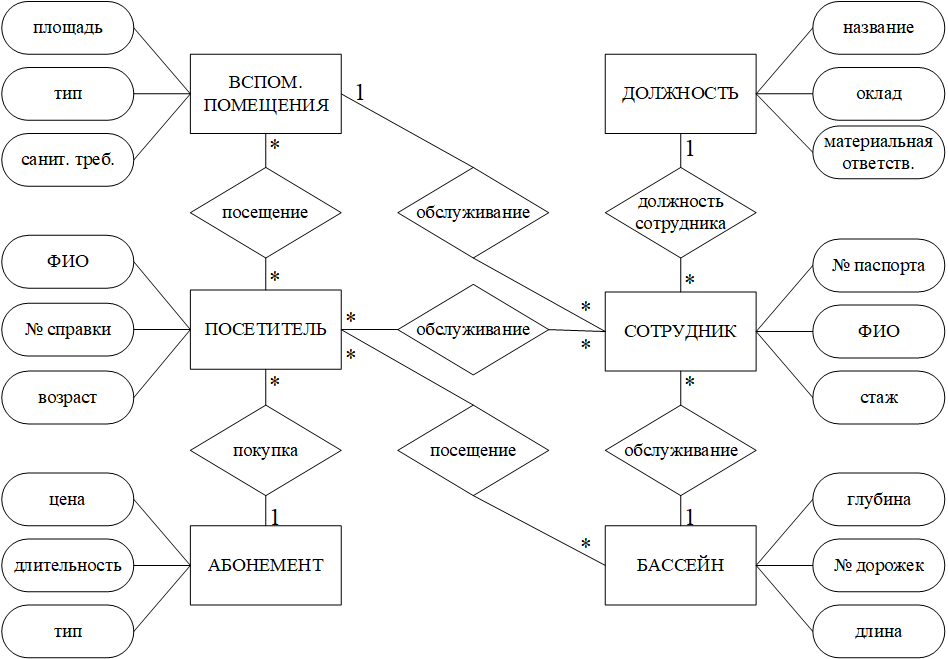 площадь
название
ВСПОМ.
ПОМЕЩЕНИЯ
1
тип
ДОЛЖНОСТЬ
оклад
материальная
ответств.
*
1
санит. треб.
посещение
обслуживание
должность
сотрудника
ФИО
№ паспорта
*
*
*
*
№ справки
ПОСЕТИТЕЛЬ
обслуживание
СОТРУДНИК
ФИО
*
*
*
*
возраст
стаж
покупка
посещение
обслуживание
цена
глубина
1
1
*
длительность
АБОНЕМЕНТ
БАССЕЙН
№ дорожек
тип
длина